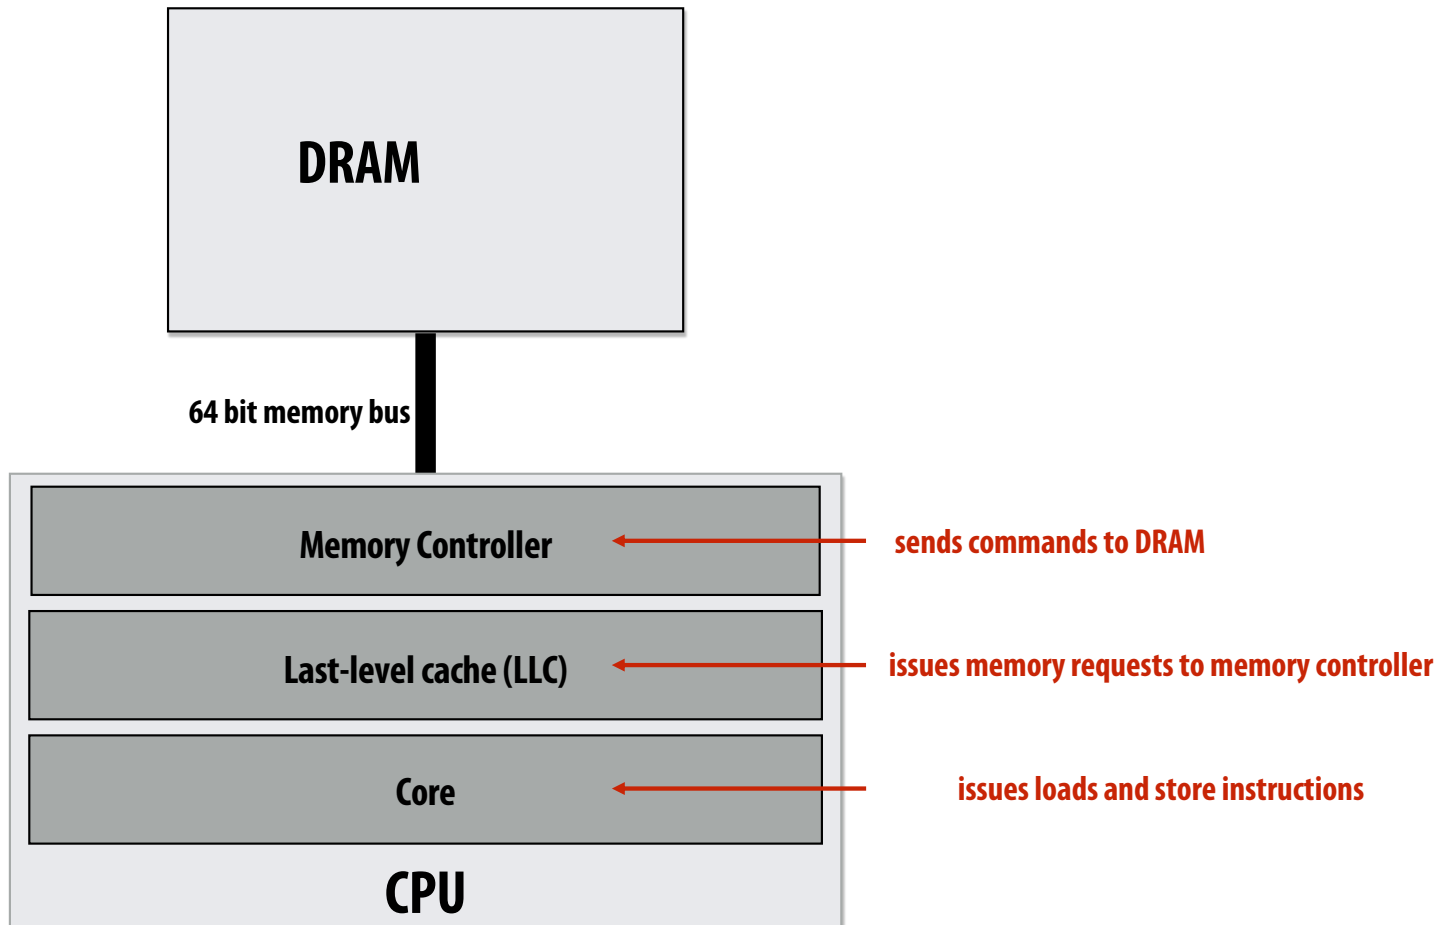 DRAM
64 bit memory bus
Memory Controller
sends commands to DRAM
Last-level cache (LLC)
issues memory requests to memory controller
Core
issues loads and store instructions
CPU